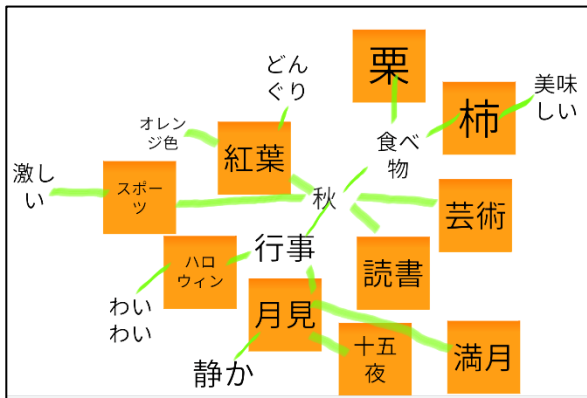 栗
どん
ぐり
美味
しい
柿
オレン
ジ色
紅葉
食べ
物
激し
い
スポー
ツ
秋
芸術
行事
ハロ
ウィン
読書
わい
わい
月見
十五
夜
満月
静か